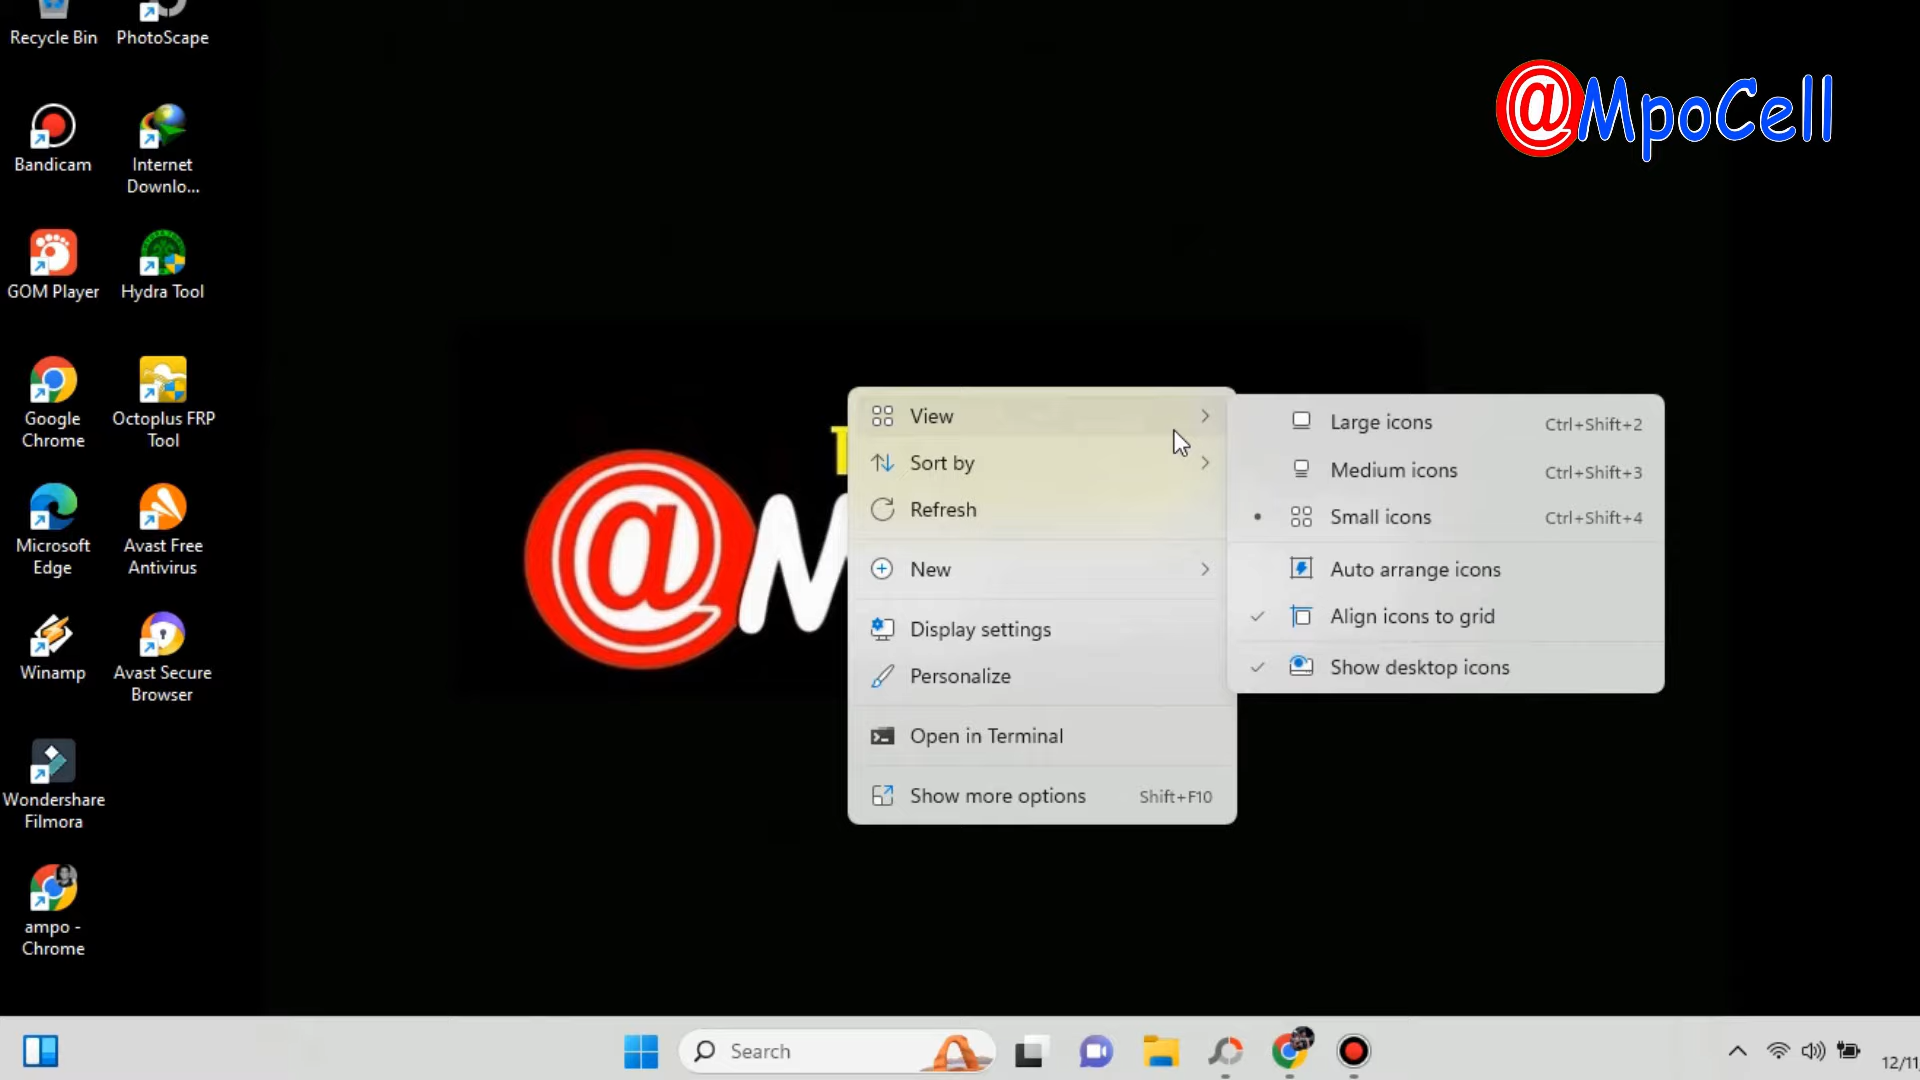 Recycle Bin
PhotoScape
@MpoCell
Bandicam
Internet
Downlo...
GOM Player
Hydra Tool
Google
Chrome
Octoplus FRP
Tool
Microsoft
Edge
Avast Free
Antivirus
Winamp
Avast Secure
Browser
Wondershare
Filmora
ampo -
Chrome
T
@M
View
Sort by
Refresh
New
Display settings
Personalize
Open in Terminal
Show more options Shift+F10
Large icons Ctrl+Shift+2
Medium icons Ctrl+Shift+3
Small icons Ctrl+Shift+4
Auto arrange icons
Align icons to grid
Show desktop icons
Search
12/11